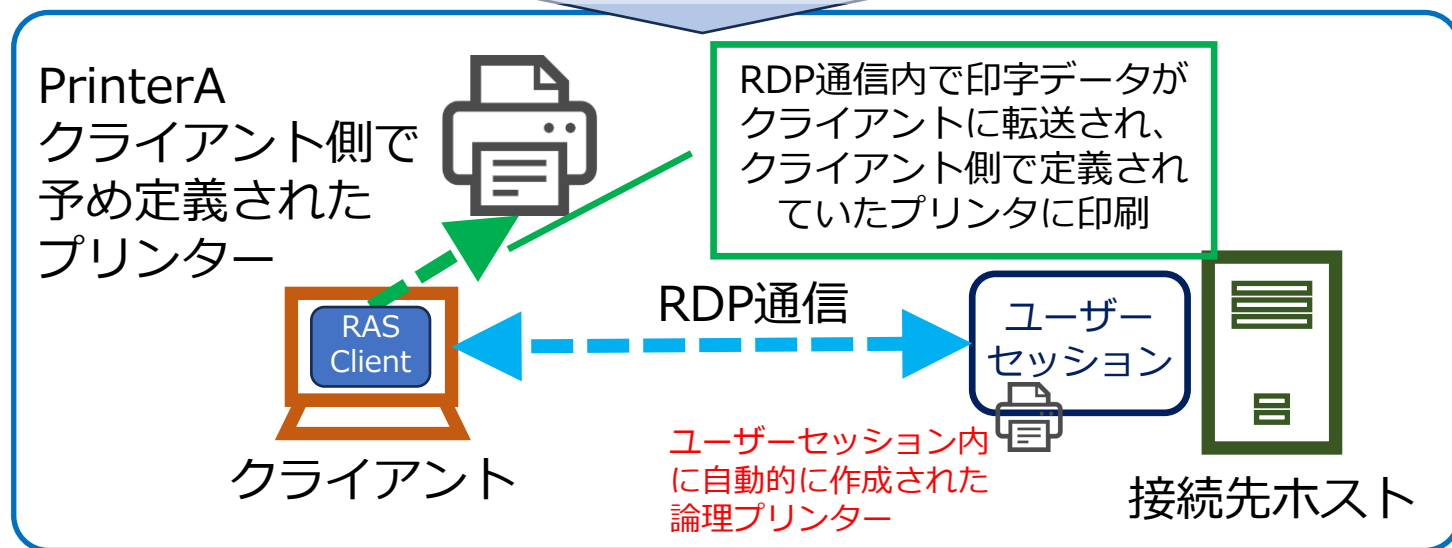 PrinterA
クライアント側で
予め定義された
プリンター
RDP通信内で印字データが
クライアントに転送され、
クライアント側で定義され
ていたプリンタに印刷
RAS
Client
RDP通信
ユーザー
セッション
ユーザーセッション内
に自動的に作成された
論理プリンター
クライアント
接続先ホスト